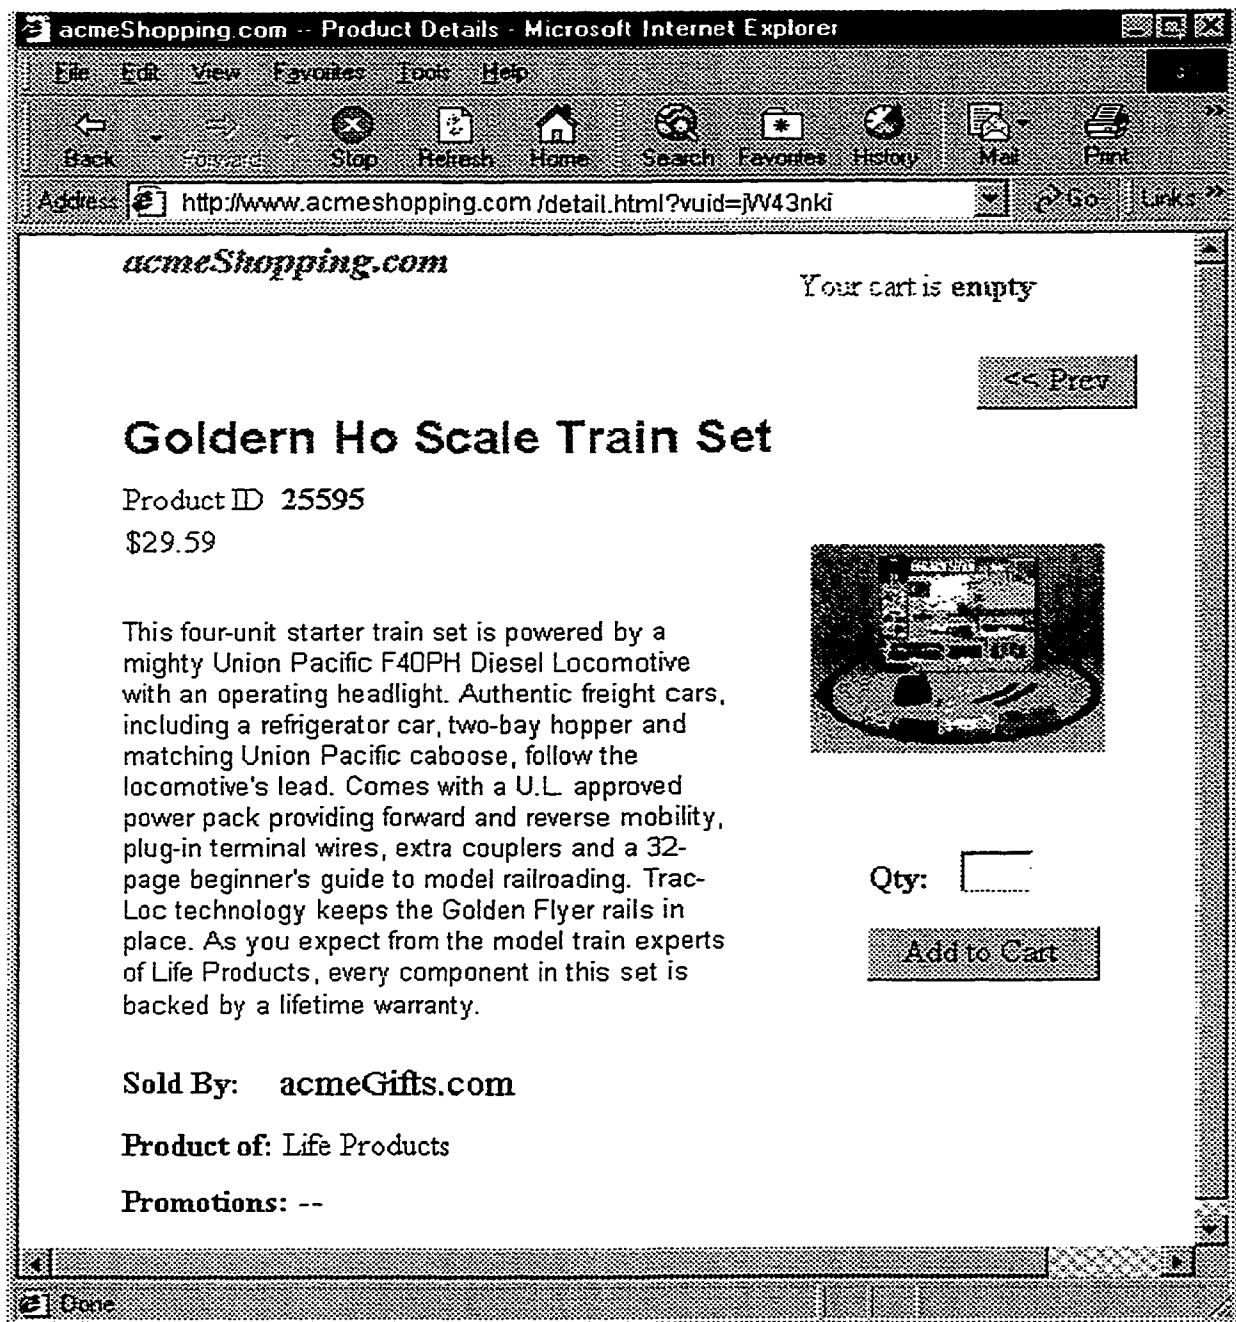 acmeShopping.com -- Product Details - Microsoft Internet Explorer
File Edit View Favorites Tools Help
Back Forward Stop Refresh Home Search Favorites History Mail Print
Address http://www.acmeshopping.com /detail.html?vuid=jW43nki Go Links
acmeShopping.com
Your cart is empty
<< Prev
Goldern Ho Scale Train Set
Product ID 25595
$29.59
This four-unit starter train set is powered by a
mighty Union Pacific F40PH Diesel Locomotive
with an operating headlight. Authentic freight cars,
including a refrigerator car, two-bay hopper and
matching Union Pacific caboose, follow the
locomotive's lead. Comes with a U.L. approved
power pack providing forward and reverse mobility,
plug-in terminal wires, extra couplers and a 32-
page beginner's guide to model railroading. Trac-
Loc technology keeps the Golden Flyer rails in
place. As you expect from the model train experts
of Life Products, every component in this set is
backed by a lifetime warranty.
Qty:
Add to Cart
Sold By: acmeGifts.com
Product of: Life Products
Promotions: --
Done